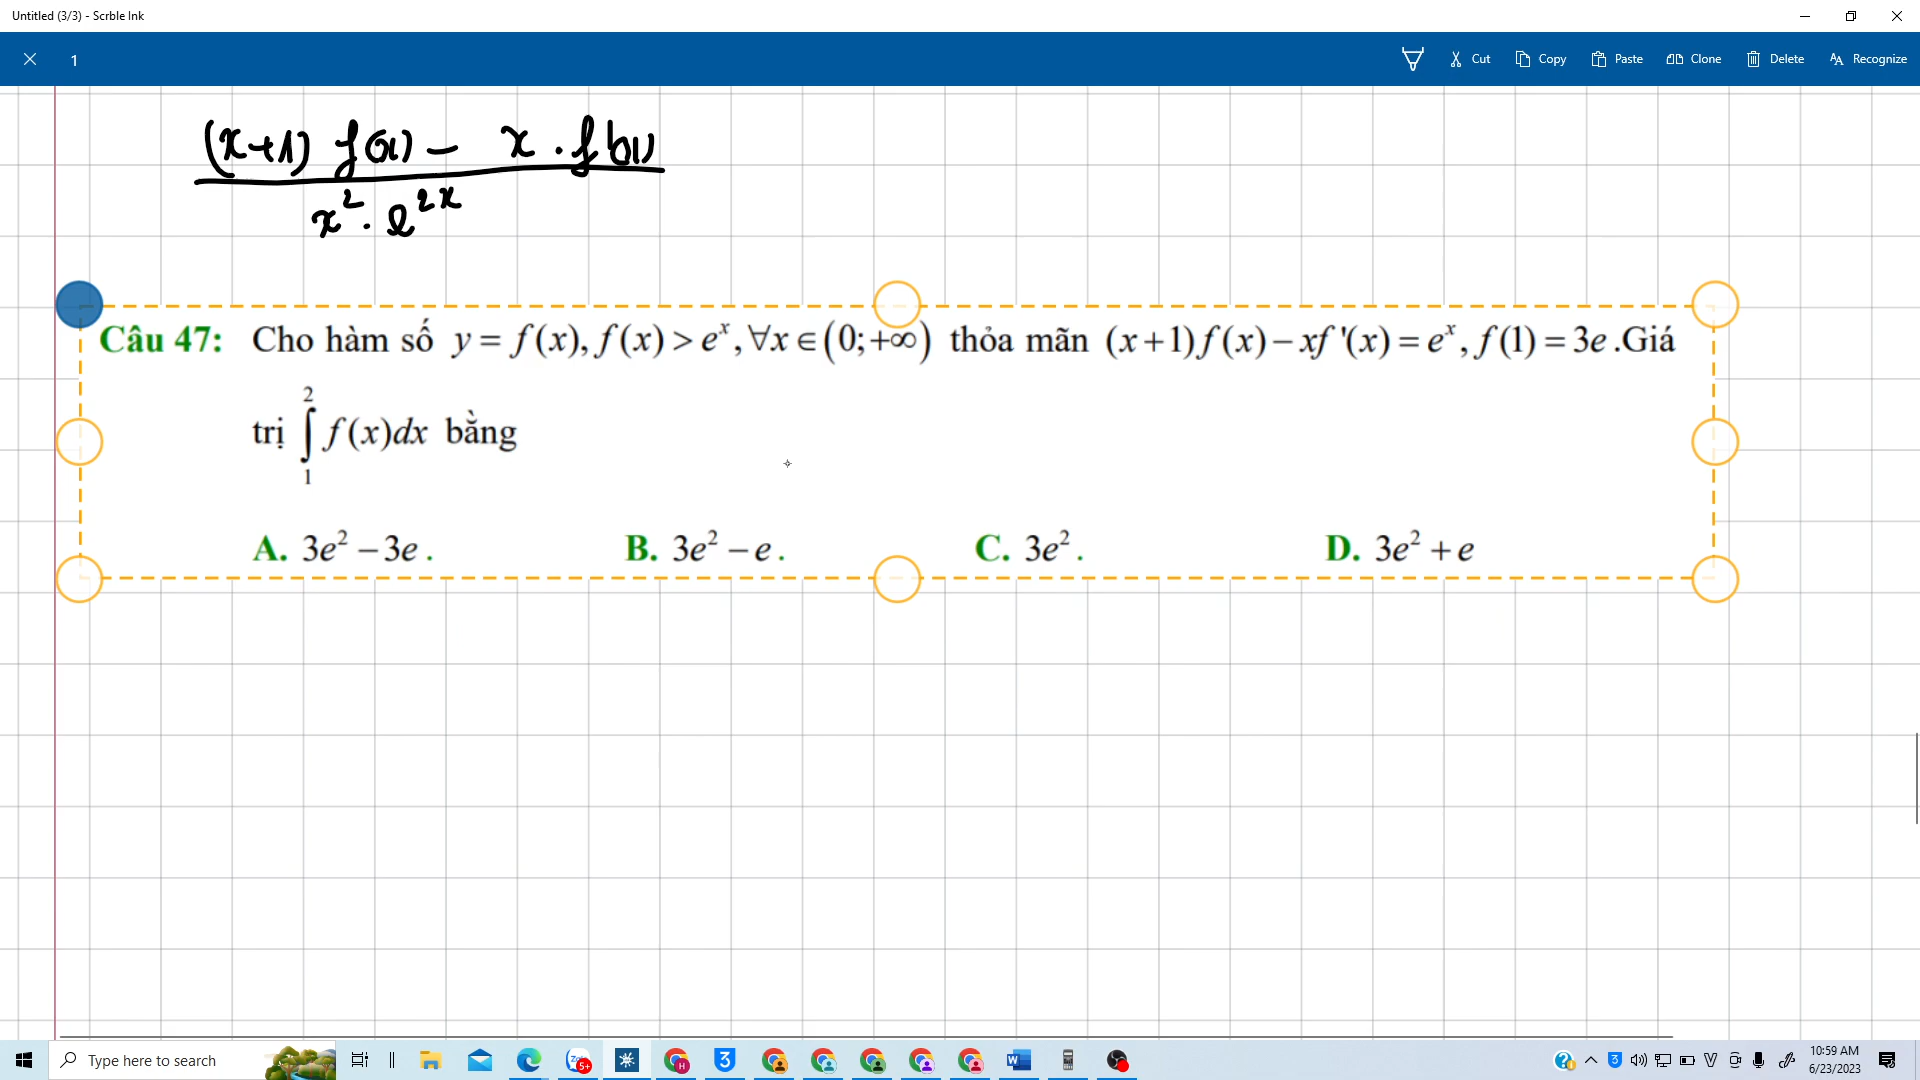 Untitled (3/3) - Scrble Ink
1
Cut Copy Paste Clone Delete Recognize
(x+1) f(x) - x . f(x)
x² . e^2x
Câu 47: Cho hàm số y = f(x), f(x) > eˣ, ∀x ∈ (0; +∞) thỏa mãn (x+1)f(x) − xf '(x) = eˣ, f(1) = 3e .Giá
trị ∫₁² f(x)dx bằng
A. 3e² − 3e . B. 3e² − e . C. 3e² . D. 3e² + e
Type here to search
10:59 AM
6/23/2023